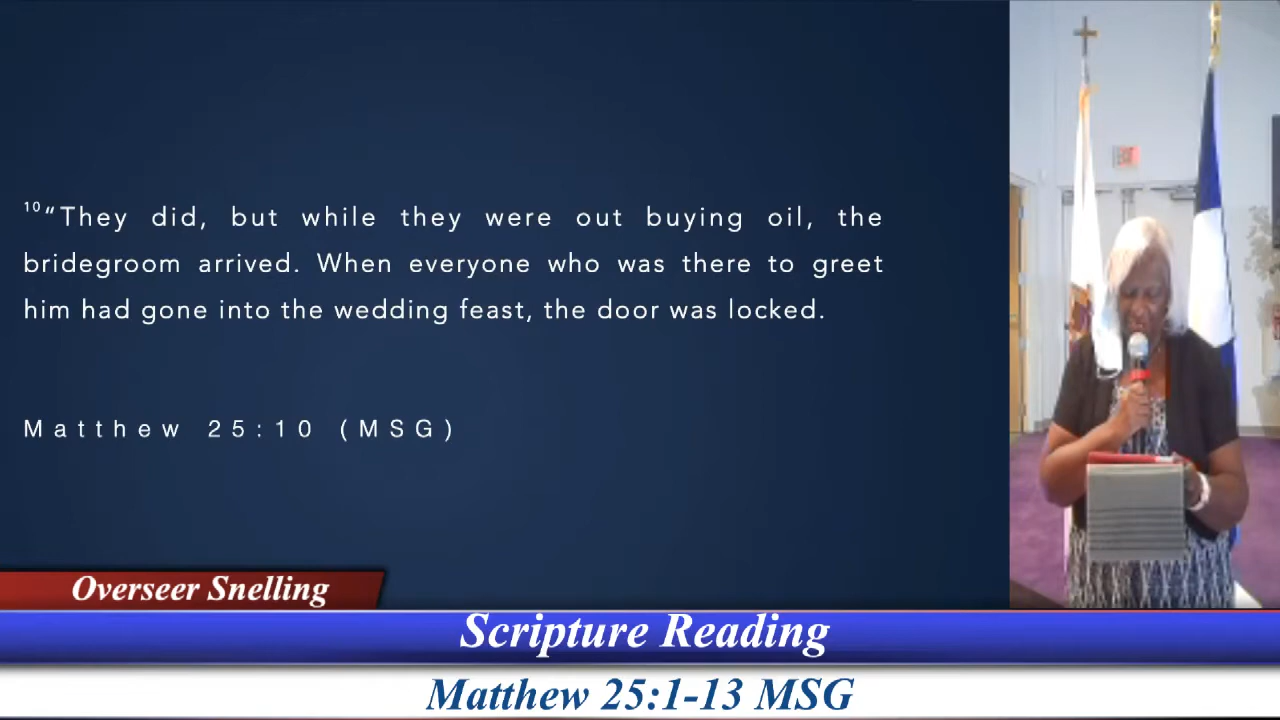 ¹⁰“They did, but while they were out buying oil, the
bridegroom arrived. When everyone who was there to greet
him had gone into the wedding feast, the door was locked.
Matthew 25:10 (MSG)
EXIT
Overseer Snelling
Scripture Reading
Matthew 25:1-13 MSG